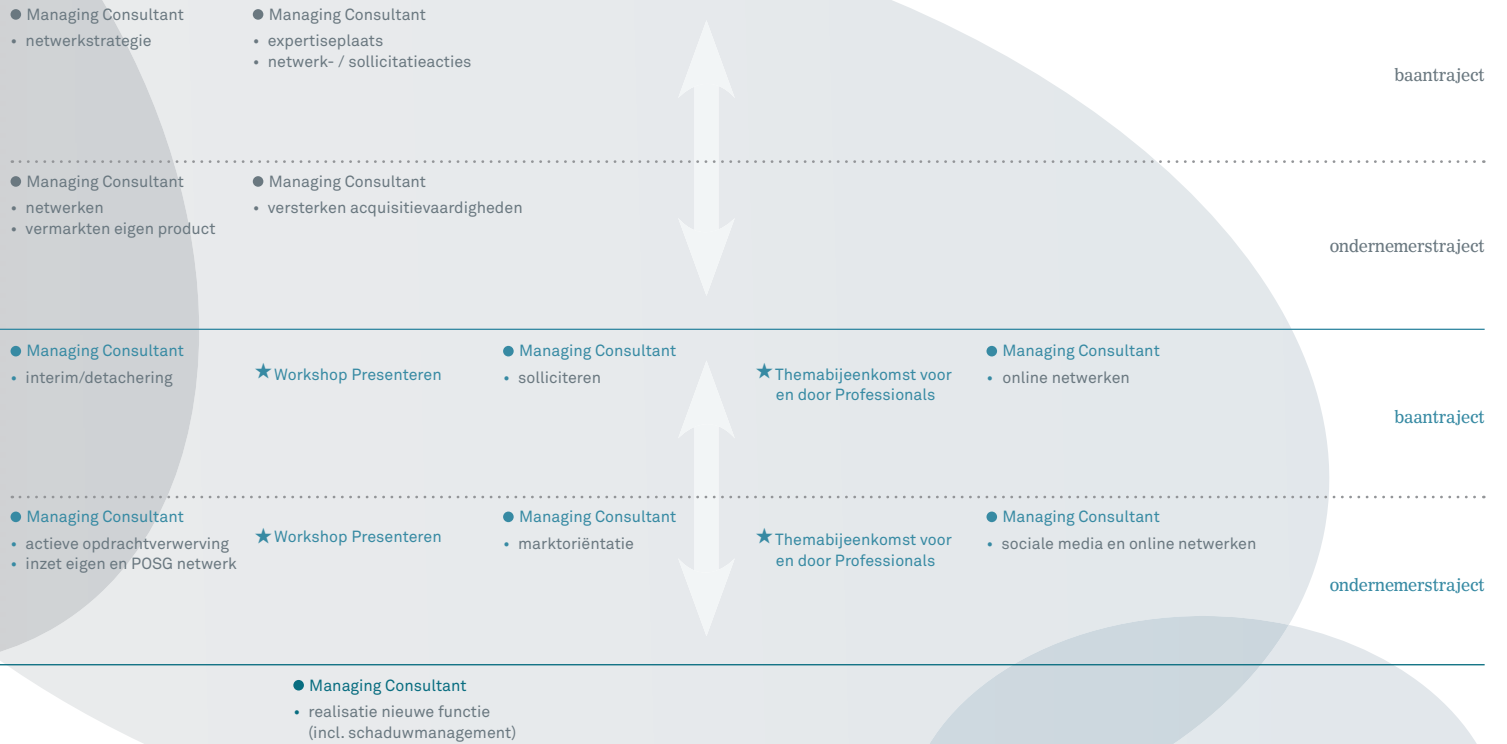 ● Managing Consultant
• netwerkstrategie
● Managing Consultant
• expertiseplaats
• netwerk- / sollicitatieacties
baantraject
● Managing Consultant
• netwerken
• vermarkten eigen product
● Managing Consultant
• versterken acquisitievaardigheden
ondernemerstraject
● Managing Consultant
• interim/detachering
★ Workshop Presenteren
● Managing Consultant
• solliciteren
★ Themabijeenkomst voor
en door Professionals
● Managing Consultant
• online netwerken
baantraject
● Managing Consultant
• actieve opdrachtverwerving
• inzet eigen en POSG netwerk
★ Workshop Presenteren
● Managing Consultant
• marktoriëntatie
★ Themabijeenkomst voor
en door Professionals
● Managing Consultant
• sociale media en online netwerken
ondernemerstraject
● Managing Consultant
• realisatie nieuwe functie
(incl. schaduwmanagement)